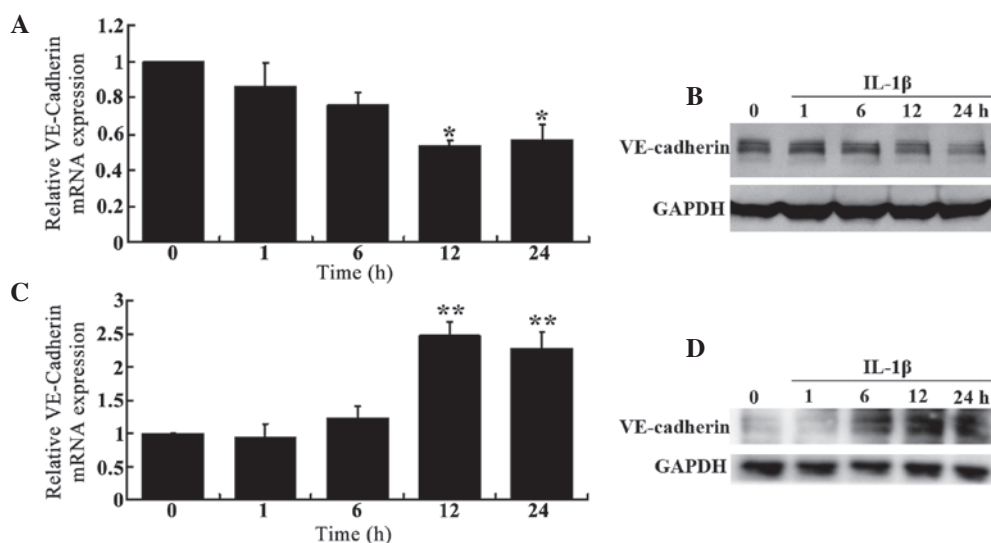 A
Relative VE-Cadherin
mRNA expression
1.2
1
0.8
0.6
0.4
0.2
0
* *
0 1 6 12 24
Time (h)
B
IL-1β
0 1 6 12 24 h
VE-cadherin
GAPDH
C
Relative VE-Cadherin
mRNA expression
3
2.5
2
1.5
1
0.5
0
** **
0 1 6 12 24
Time (h)
D
IL-1β
0 1 6 12 24 h
VE-cadherin
GAPDH